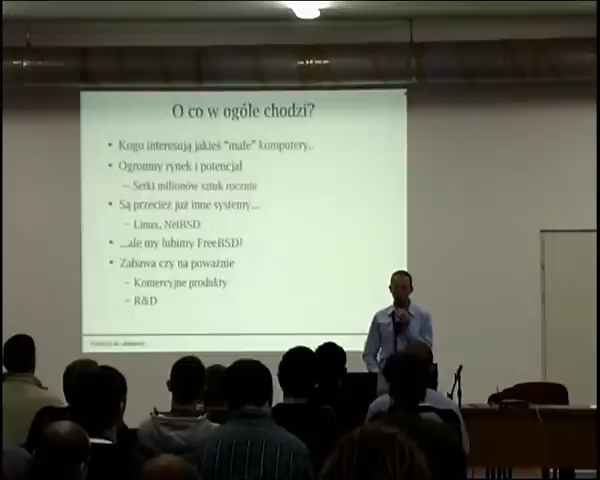 O co w ogóle chodzi?
• Kogo interesują jakieś "małe" komputery..
• Ogromny rynek i potencjał
– Setki milionów sztuk rocznie
• Są przecież już inne systemy...
– Linux, NetBSD
• ...ale my lubimy FreeBSD!
• Zabawa czy na poważnie
– Komercyjne produkty
– R&D